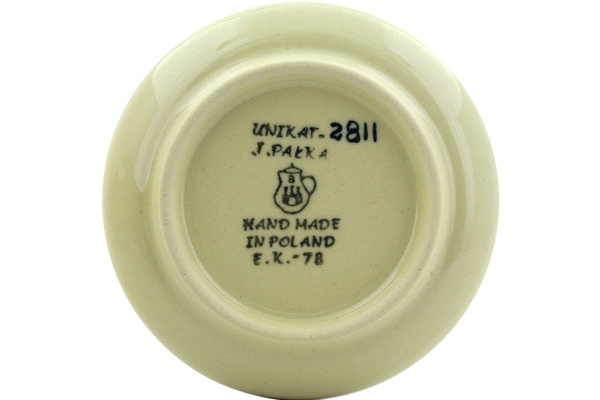 UNIKAT-2811
J.PAŁKA
B
HAND MADE
IN POLAND
E.K.-78